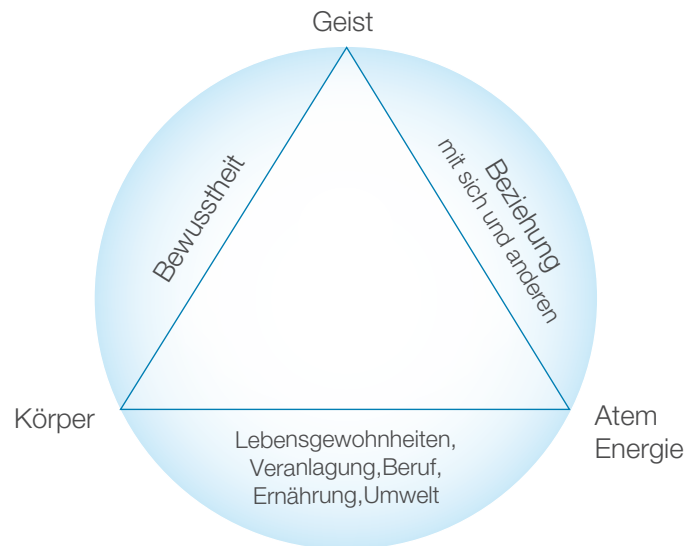 Geist
Bewusstheit
Beziehung
mit sich und anderen
Körper
Atem
Energie
Lebensgewohnheiten,
Veranlagung,Beruf,
Ernährung,Umwelt